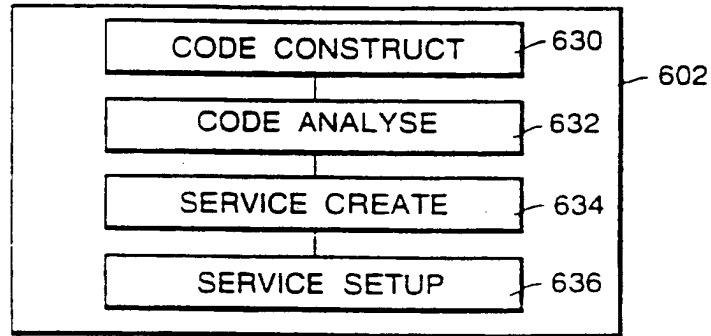 CODE CONSTRUCT 630
602
CODE ANALYSE 632
SERVICE CREATE 634
SERVICE SETUP 636